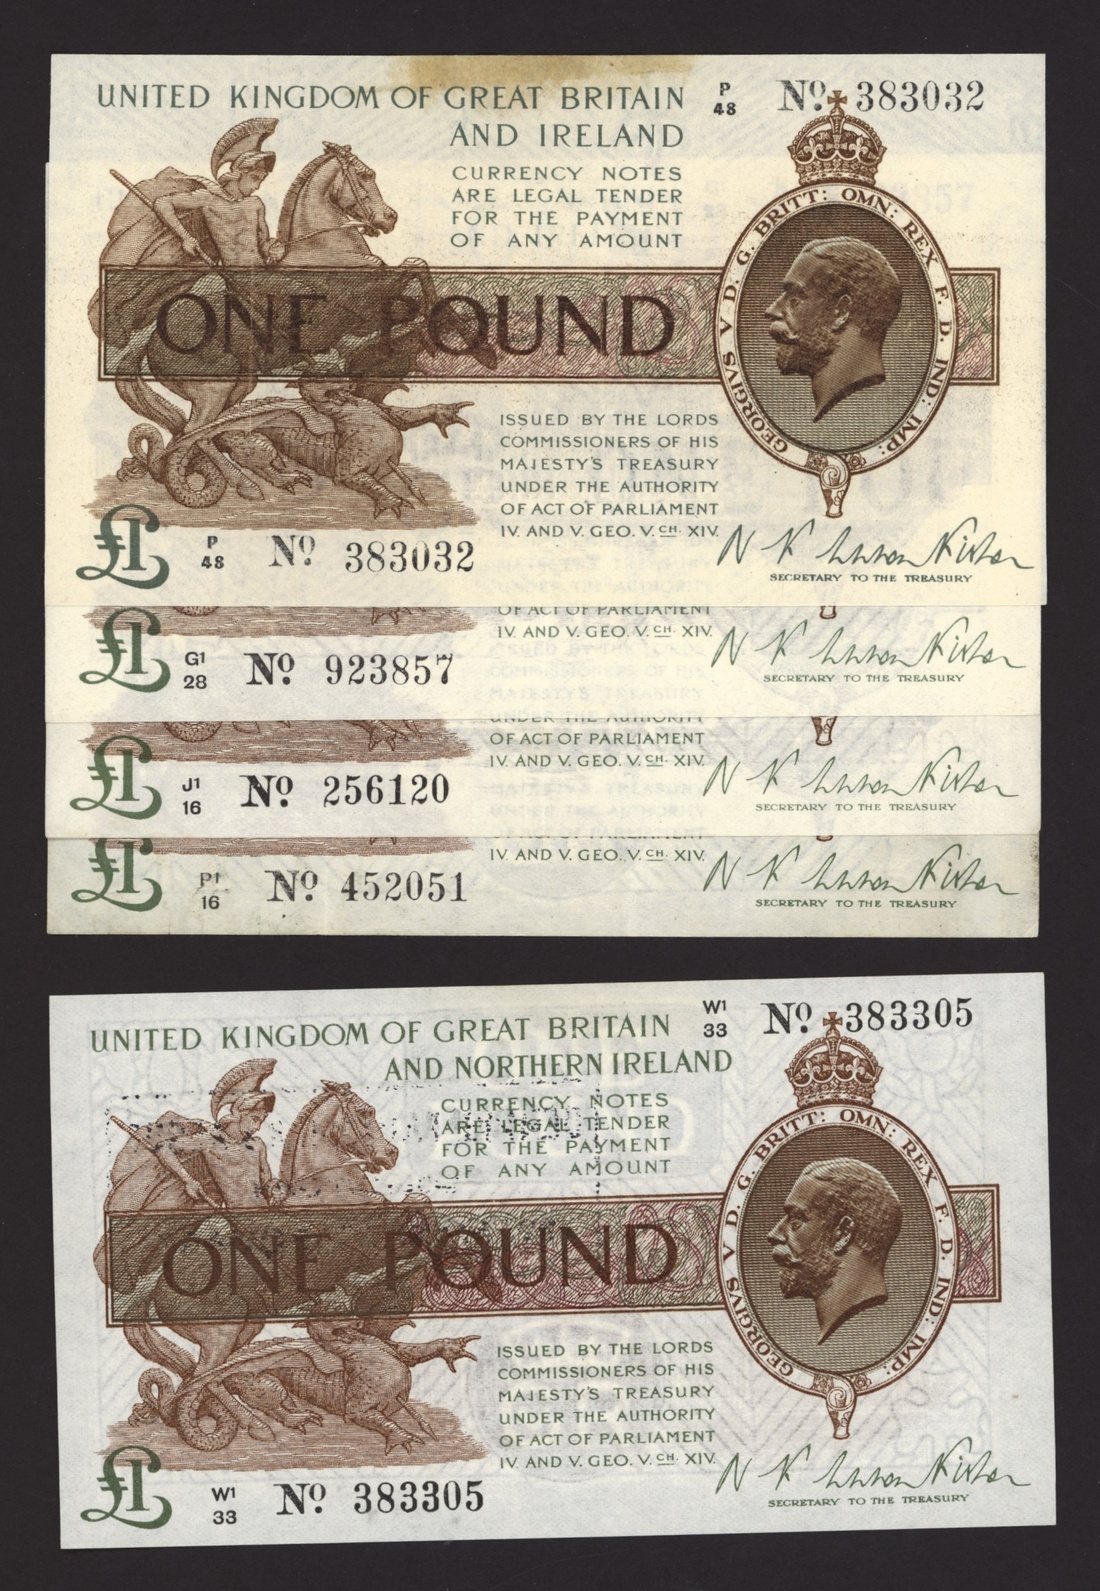 UNITED KINGDOM OF GREAT BRITAIN
AND IRELAND
P
48
No. 383032
CURRENCY NOTES
ARE LEGAL TENDER
FOR THE PAYMENT
OF ANY AMOUNT
GEORGIVS V D. G. BRITT: OMN: REX F. D. IND: IMP:
ONE POUND
ISSUED BY THE LORDS
COMMISSIONERS OF HIS
MAJESTY'S TREASURY
UNDER THE AUTHORITY
OF ACT OF PARLIAMENT
IV. AND V. GEO. V. CH. XIV.
£1
P
48
No. 383032
SECRETARY TO THE TREASURY
OF ACT OF PARLIAMENT
IV. AND V. GEO. V. CH. XIV.
£1
G1
28
No. 923857
SECRETARY TO THE TREASURY
UNDER THE AUTHORITY
OF ACT OF PARLIAMENT
IV. AND V. GEO. V. CH. XIV.
£1
J1
16
No. 256120
SECRETARY TO THE TREASURY
IV. AND V. GEO. V. CH. XIV.
£1
P1
16
No. 452051
SECRETARY TO THE TREASURY
UNITED KINGDOM OF GREAT BRITAIN
AND NORTHERN IRELAND
W1
33
No. 383305
CURRENCY NOTES
ARE LEGAL TENDER
FOR THE PAYMENT
OF ANY AMOUNT
GEORGIVS V D. G. BRITT: OMN: REX F. D. IND: IMP:
ONE POUND
ISSUED BY THE LORDS
COMMISSIONERS OF HIS
MAJESTY'S TREASURY
UNDER THE AUTHORITY
OF ACT OF PARLIAMENT
IV. AND V. GEO. V. CH. XIV.
£1
W1
33
No. 383305
SECRETARY TO THE TREASURY